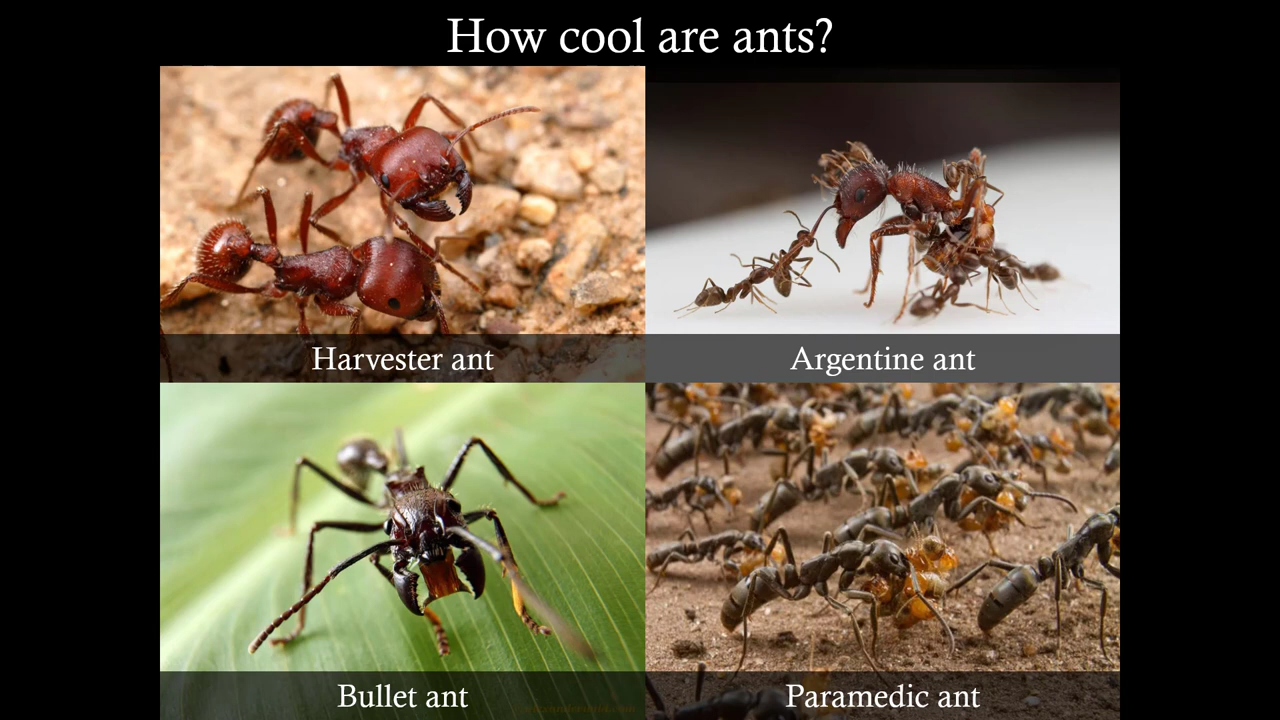 How cool are ants?
Harvester ant
Argentine ant
Bullet ant
Paramedic ant